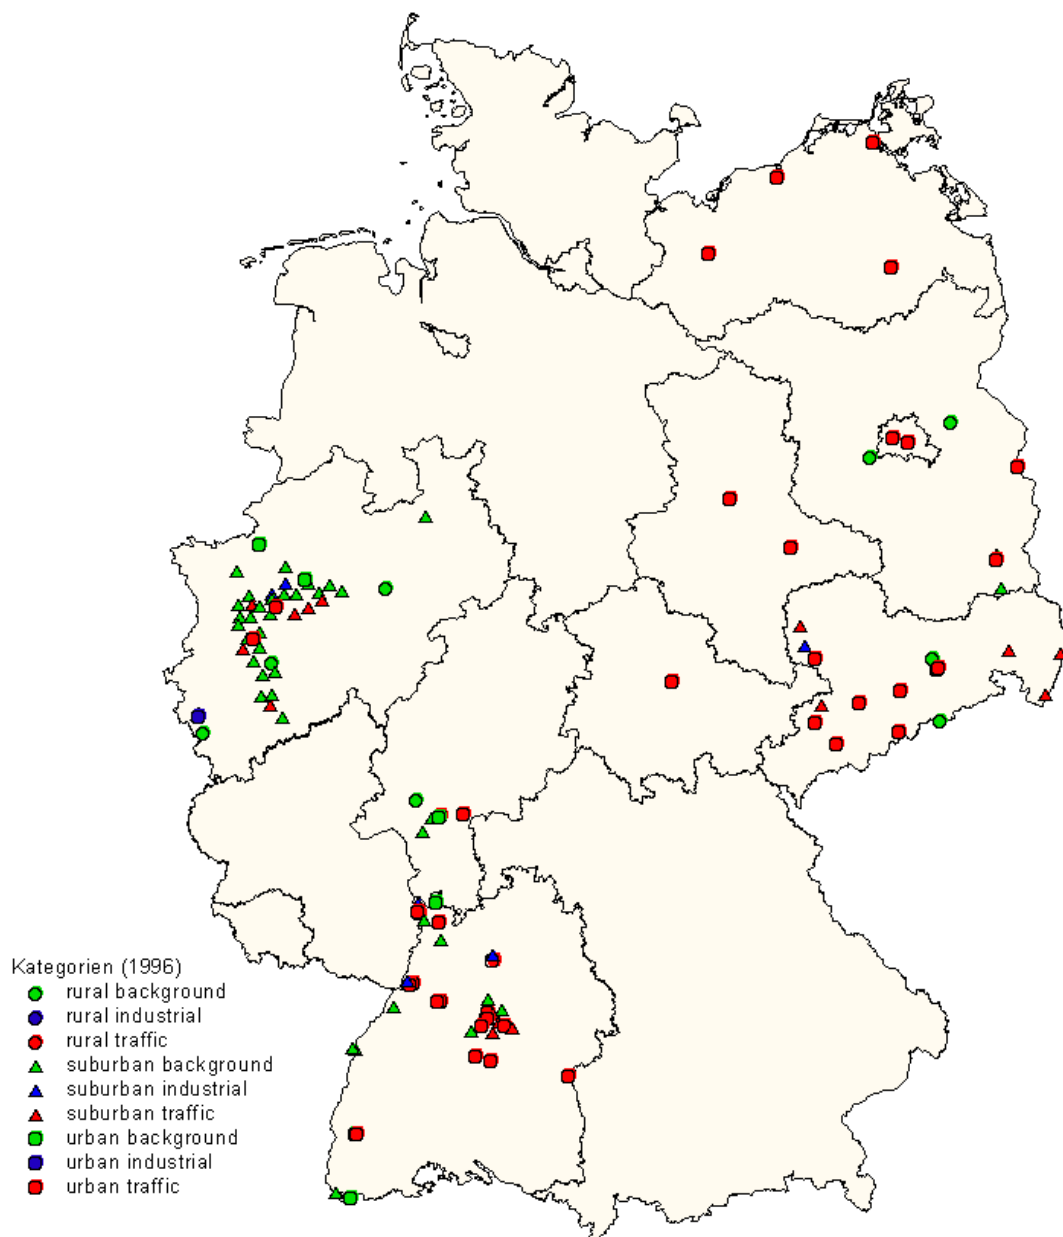 Kategorien (1996)
rural background
rural industrial
rural traffic
suburban background
suburban industrial
suburban traffic
urban background
urban industrial
urban traffic